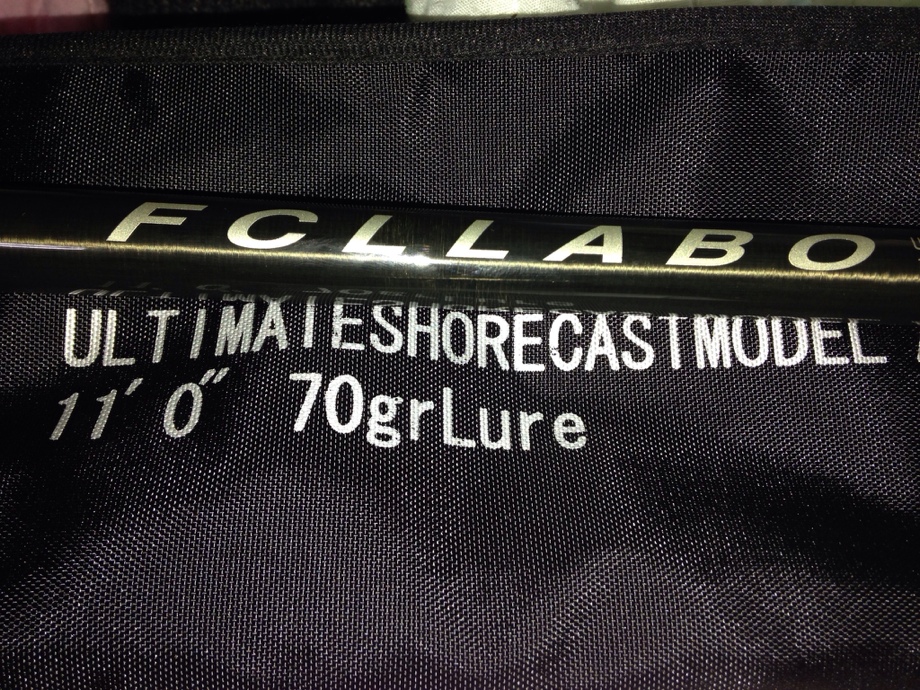 FCLLABO
ULTIMATESHORECASTMODEL
11'0" 70grLure